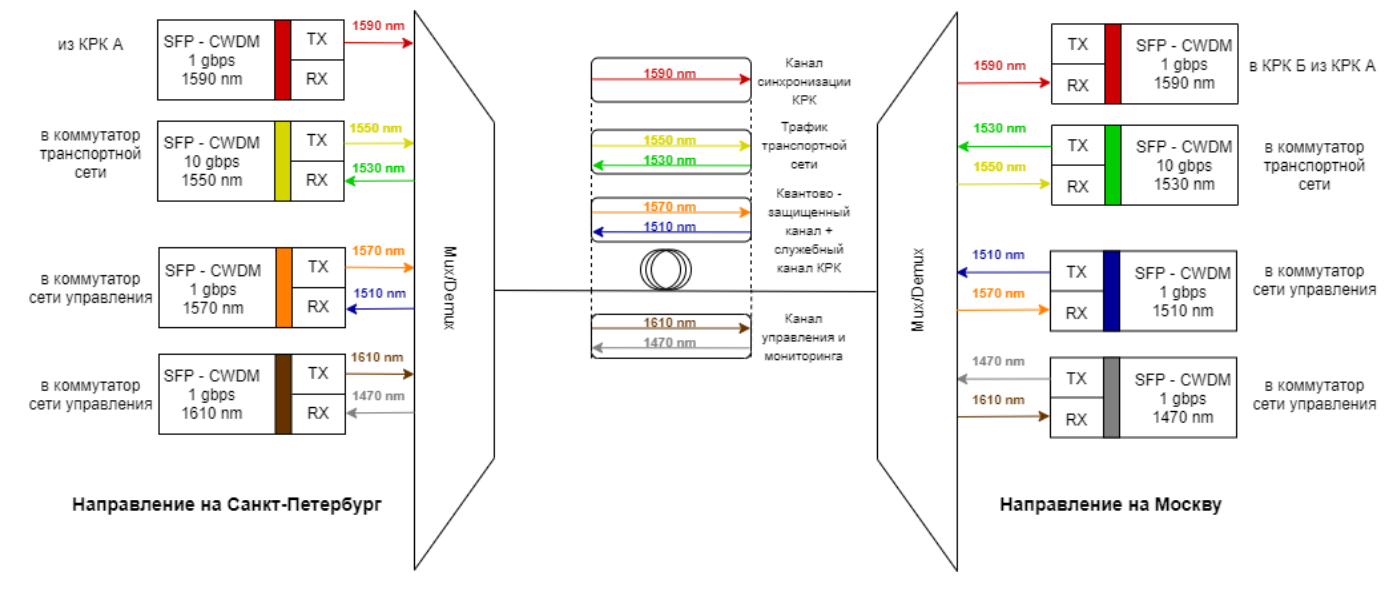 из КРК А
SFP - CWDM
1 gbps
1590 nm
TX
RX
1590 nm
в коммутатор
транспортной
сети
SFP - CWDM
10 gbps
1550 nm
TX
RX
1550 nm
1530 nm
в коммутатор
сети управления
SFP - CWDM
1 gbps
1570 nm
TX
RX
1570 nm
1510 nm
в коммутатор
сети управления
SFP - CWDM
1 gbps
1610 nm
TX
RX
1610 nm
1470 nm
Mux/Demux
Направление на Санкт-Петербург
1590 nm
Канал
синхронизации
КРК
1550 nm
1530 nm
Трафик
транспортной
сети
1570 nm
1510 nm
Квантово -
защищенный
канал +
служебный
канал КРК
1610 nm
1470 nm
Канал
управления и
мониторинга
Mux/Demux
1590 nm
TX
RX
SFP - CWDM
1 gbps
1590 nm
в КРК Б из КРК А
1530 nm
1550 nm
TX
RX
SFP - CWDM
10 gbps
1530 nm
в коммутатор
транспортной
сети
1510 nm
1570 nm
TX
RX
SFP - CWDM
1 gbps
1510 nm
в коммутатор
сети управления
1470 nm
1610 nm
TX
RX
SFP - CWDM
1 gbps
1470 nm
в коммутатор
сети управления
Направление на Москву